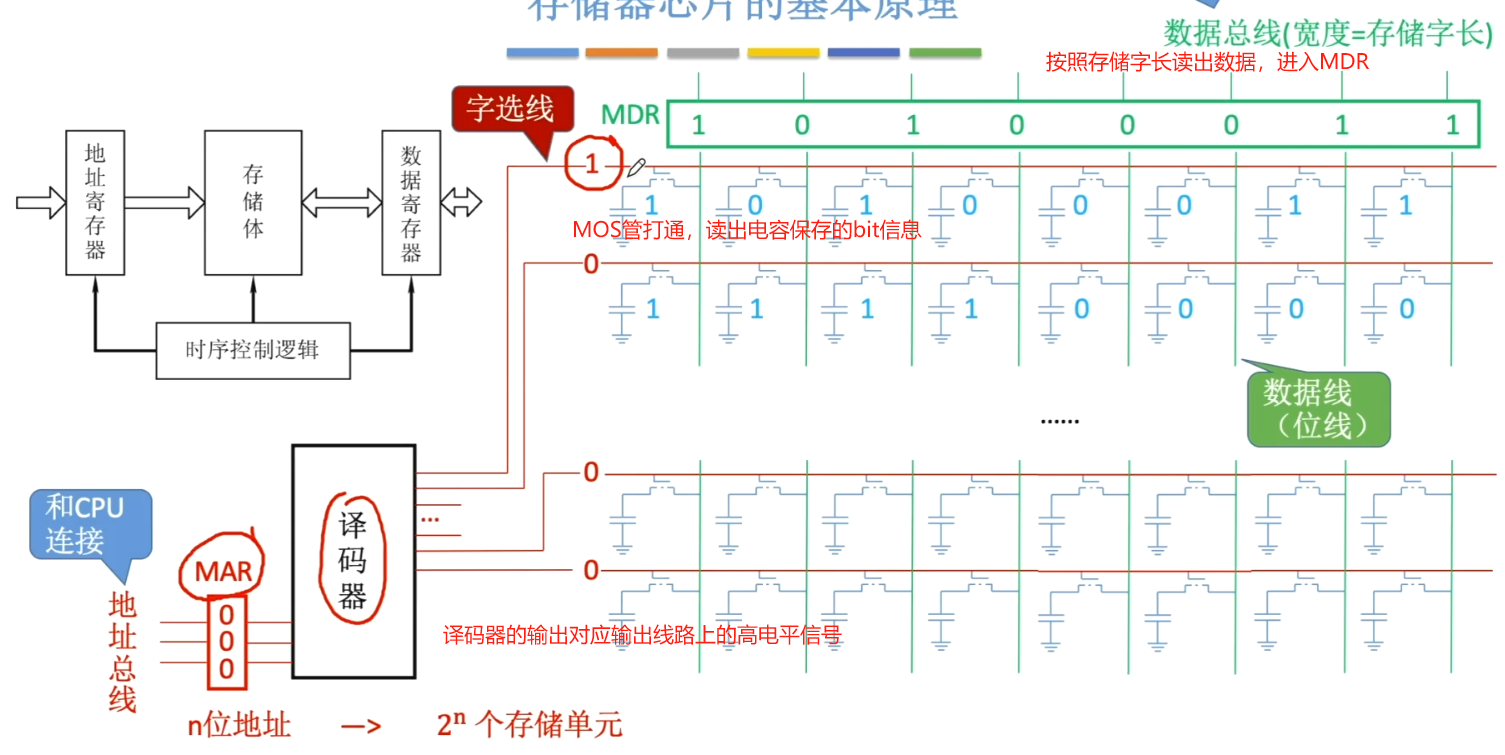 存储器芯片的基本原理
数据总线(宽度=存储字长)
按照存储字长读出数据，进入MDR
字选线
MDR
1 0 1 0 0 0 1 1
地址寄存器
存储体
数据寄存器
时序控制逻辑
1
1 0 1 0 0 0 1 1
MOS管打通，读出电容保存的bit信息
0
1 1 1 1 0 0 0 0
数据线
（位线）
......
0
0
和CPU
连接
MAR
地址总线
0
0
0
译码器
...
译码器的输出对应输出线路上的高电平信号
n位地址 —> 2ⁿ 个存储单元